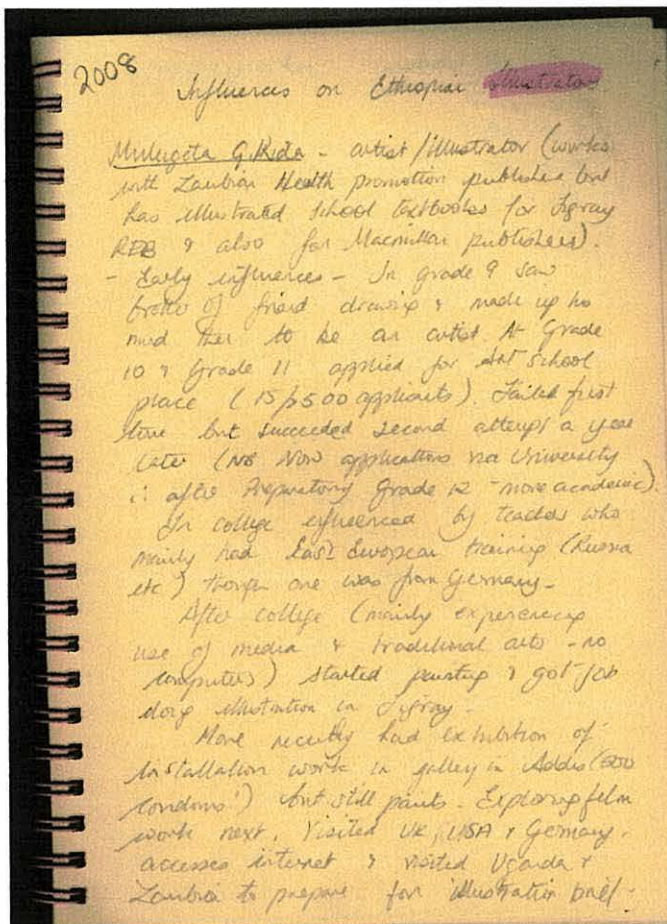 2008
Influences on Ethiopian Illustrator
Mulugeta G. - artist/illustrator (works
with Zambian Health promotion publishers but
has illustrated school textbooks for Tigray
REB & also for Macmillan publishers).
- Early influences - In grade 9 saw
brother of friend drawing & made up his
mind then to be an artist. At Grade
10 & Grade 11 applied for Art School
place (15/ applicants). Failed first
time but succeeded second attempt a year
later (NB Now applications via University
∴ after Preparatory Grade 12 - more academic).
In college influenced by teachers who
mainly had East European training (Russia
etc) though one was from Germany.
After college (mainly experiencing
use of media & traditional arts - no
computers) started painting & got job
doing illustration in Tigray.
More recently had exhibition of
installation work in gallery in Addis (
condoms!) but still paints. Exploring film
work next. Visited UK, USA & Germany.
accesses internet & visited Uganda &
Zambia to prepare for illustration